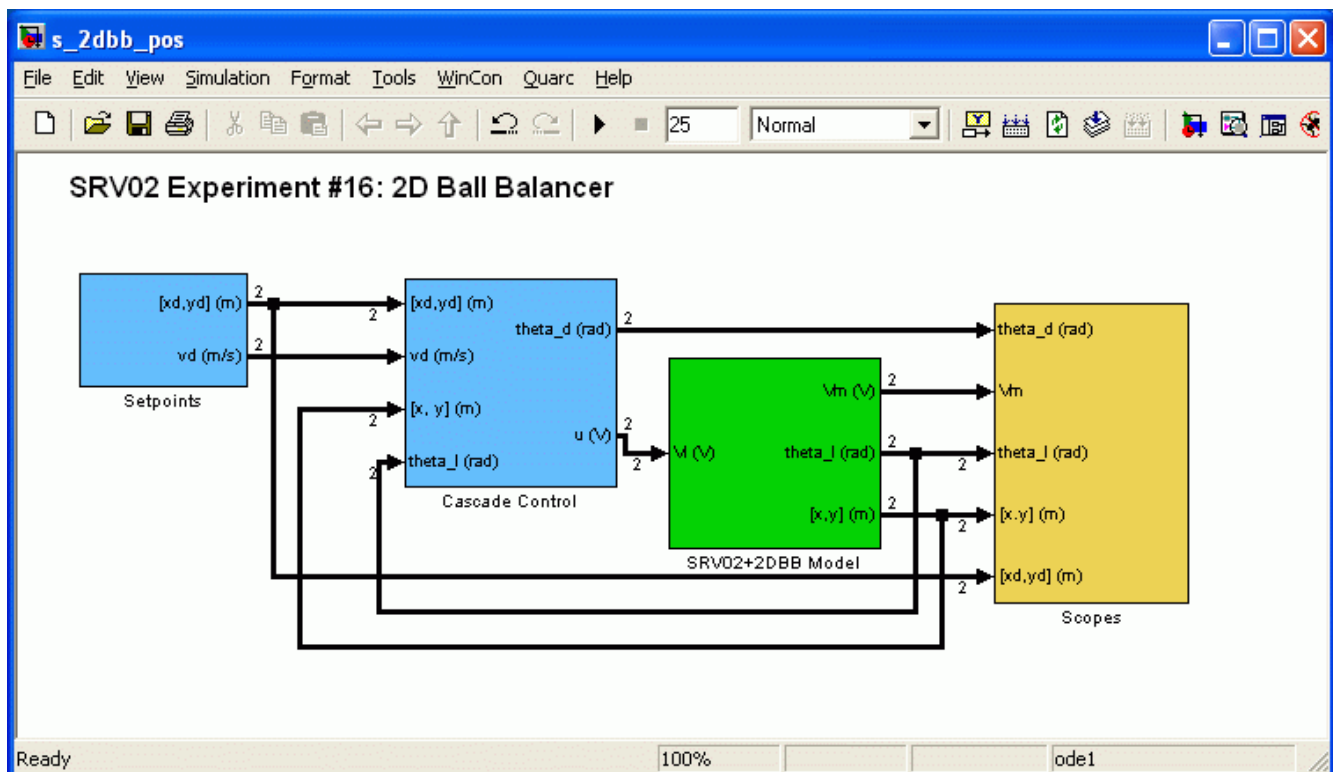 s_2dbb_pos
File Edit View Simulation Format Tools WinCon Quarc Help
25 Normal
SRV02 Experiment #16: 2D Ball Balancer
[xd,yd] (m) 2
vd (m/s) 2
Setpoints
2 [xd,yd] (m)
theta_d (rad) 2
vd (m/s)
2 [x, y] (m)
u (V) 2
2 theta_l (rad)
Cascade Control
2 Vl (V)
Vm (V) 2
theta_l (rad) 2
[x,y] (m) 2
SRV02+2DBB Model
theta_d (rad)
Vm
2 theta_l (rad)
2 [x.y] (m)
2 [xd,yd] (m)
Scopes
Ready 100% ode1